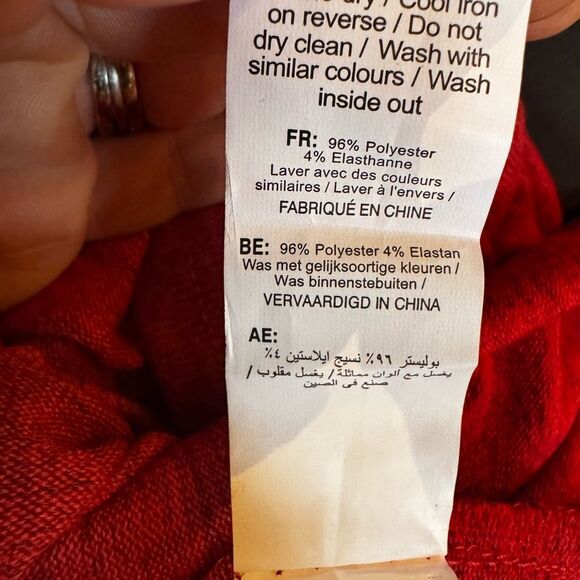 dry / Cool iron
on reverse / Do not
dry clean / Wash with
similar colours / Wash
inside out
FR: 96% Polyester
4% Elasthanne
Laver avec des couleurs
similaires / Laver à l'envers /
FABRIQUÉ EN CHINE
BE: 96% Polyester 4% Elastan
Was met gelijksoortige kleuren /
Was binnenstebuiten /
VERVAARDIGD IN CHINA
AE:
بوليستر ٩٦٪ نسيج ايلاستين ٤٪
يغسل مع ألوان مماثلة / يغسل مقلوب /
صنع في الصين